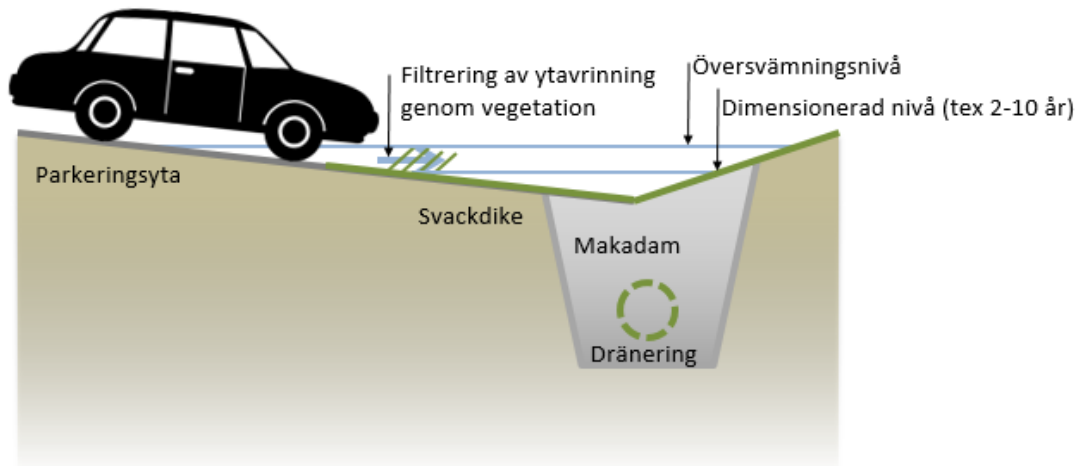 Filtrering av ytavrinning
genom vegetation
Översvämningsnivå
Dimensionerad nivå (tex 2-10 år)
Parkeringsyta
Svackdike
Makadam
Dränering